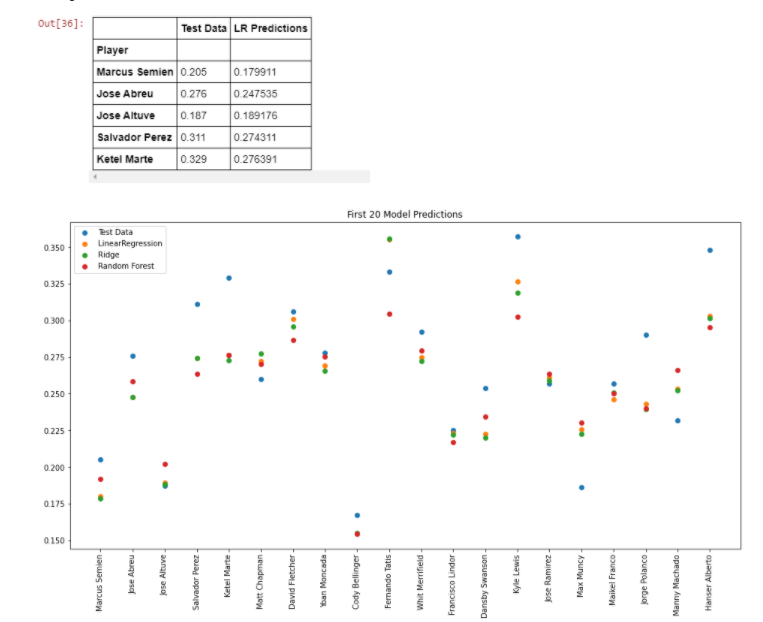 Out[36]:
Test Data LR Predictions
Player
Marcus Semien 0.205 0.179911
Jose Abreu 0.276 0.247535
Jose Altuve 0.187 0.189176
Salvador Perez 0.311 0.274311
Ketel Marte 0.329 0.276391
First 20 Model Predictions
Test Data
LinearRegression
Ridge
Random Forest
0.350
0.325
0.300
0.275
0.250
0.225
0.200
0.175
0.150
Marcus Semien
Jose Abreu
Jose Altuve
Salvador Perez
Ketel Marte
Matt Chapman
David Fletcher
Yoan Moncada
Cody Bellinger
Fernando Tatis
Whit Merrifield
Francisco Lindor
Dansby Swanson
Kyle Lewis
Jose Ramirez
Max Muncy
Maikel Franco
Jorge Polanco
Manny Machado
Hanser Alberto